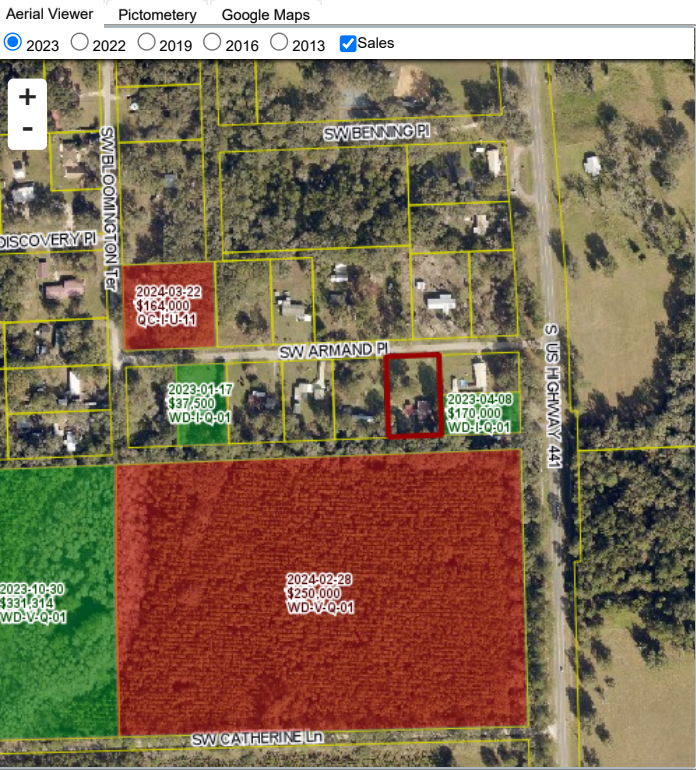 Aerial Viewer Pictometery Google Maps
2023 2022 2019 2016 2013 Sales
+
-
SW BENNING Pl
SW BLOOMINGTON Ter
DISCOVERY Pl
2024-03-22
$164,000
QC-I-U-11
SW ARMAND Pl
S US HIGHWAY 441
2023-01-17
$37,500
WD-I-Q-01
2023-04-08
$170,000
WD-I-Q-01
2024-02-28
$250,000
WD-V-Q-01
2023-10-30
$331,314
WD-V-Q-01
SW CATHERINE Ln